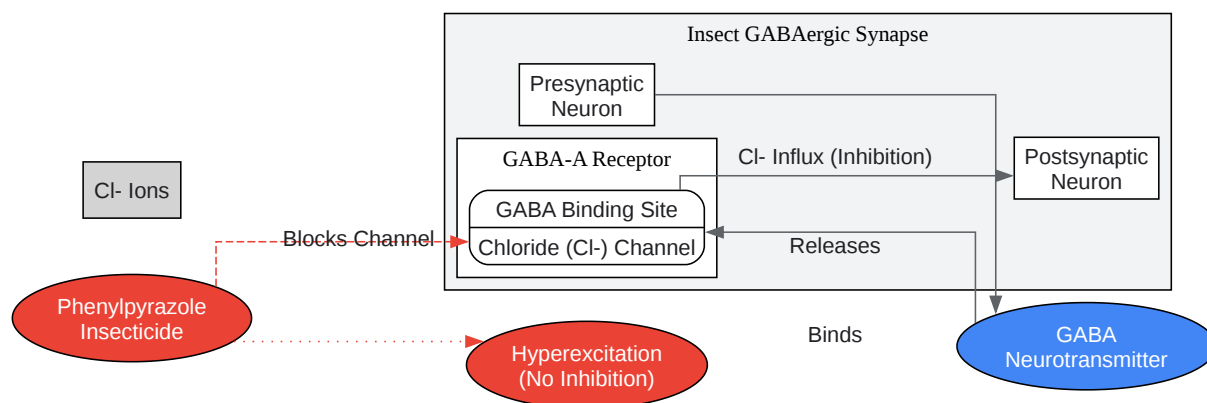 Insect GABAergic Synapse
Presynaptic
Neuron
GABA-A Receptor
Cl- Influx (Inhibition)
Postsynaptic
Neuron
Cl- Ions
GABA Binding Site
Blocks Channel
Chloride (Cl-) Channel
Releases
Phenylpyrazole
Insecticide
Hyperexcitation
(No Inhibition)
Binds
GABA
Neurotransmitter